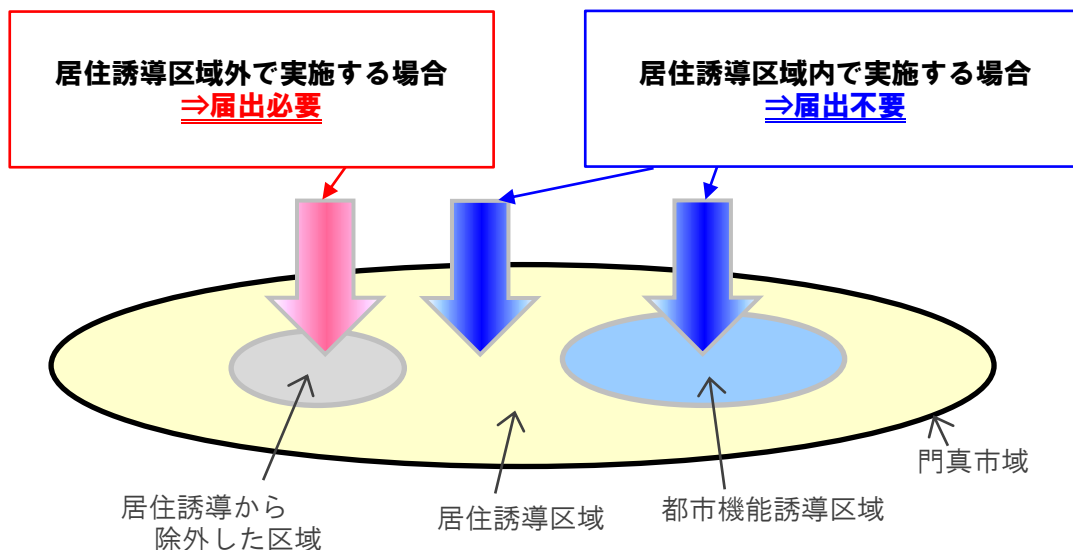 居住誘導区域外で実施する場合
⇒届出必要
居住誘導区域内で実施する場合
⇒届出不要
門真市域
居住誘導から
除外した区域
居住誘導区域
都市機能誘導区域